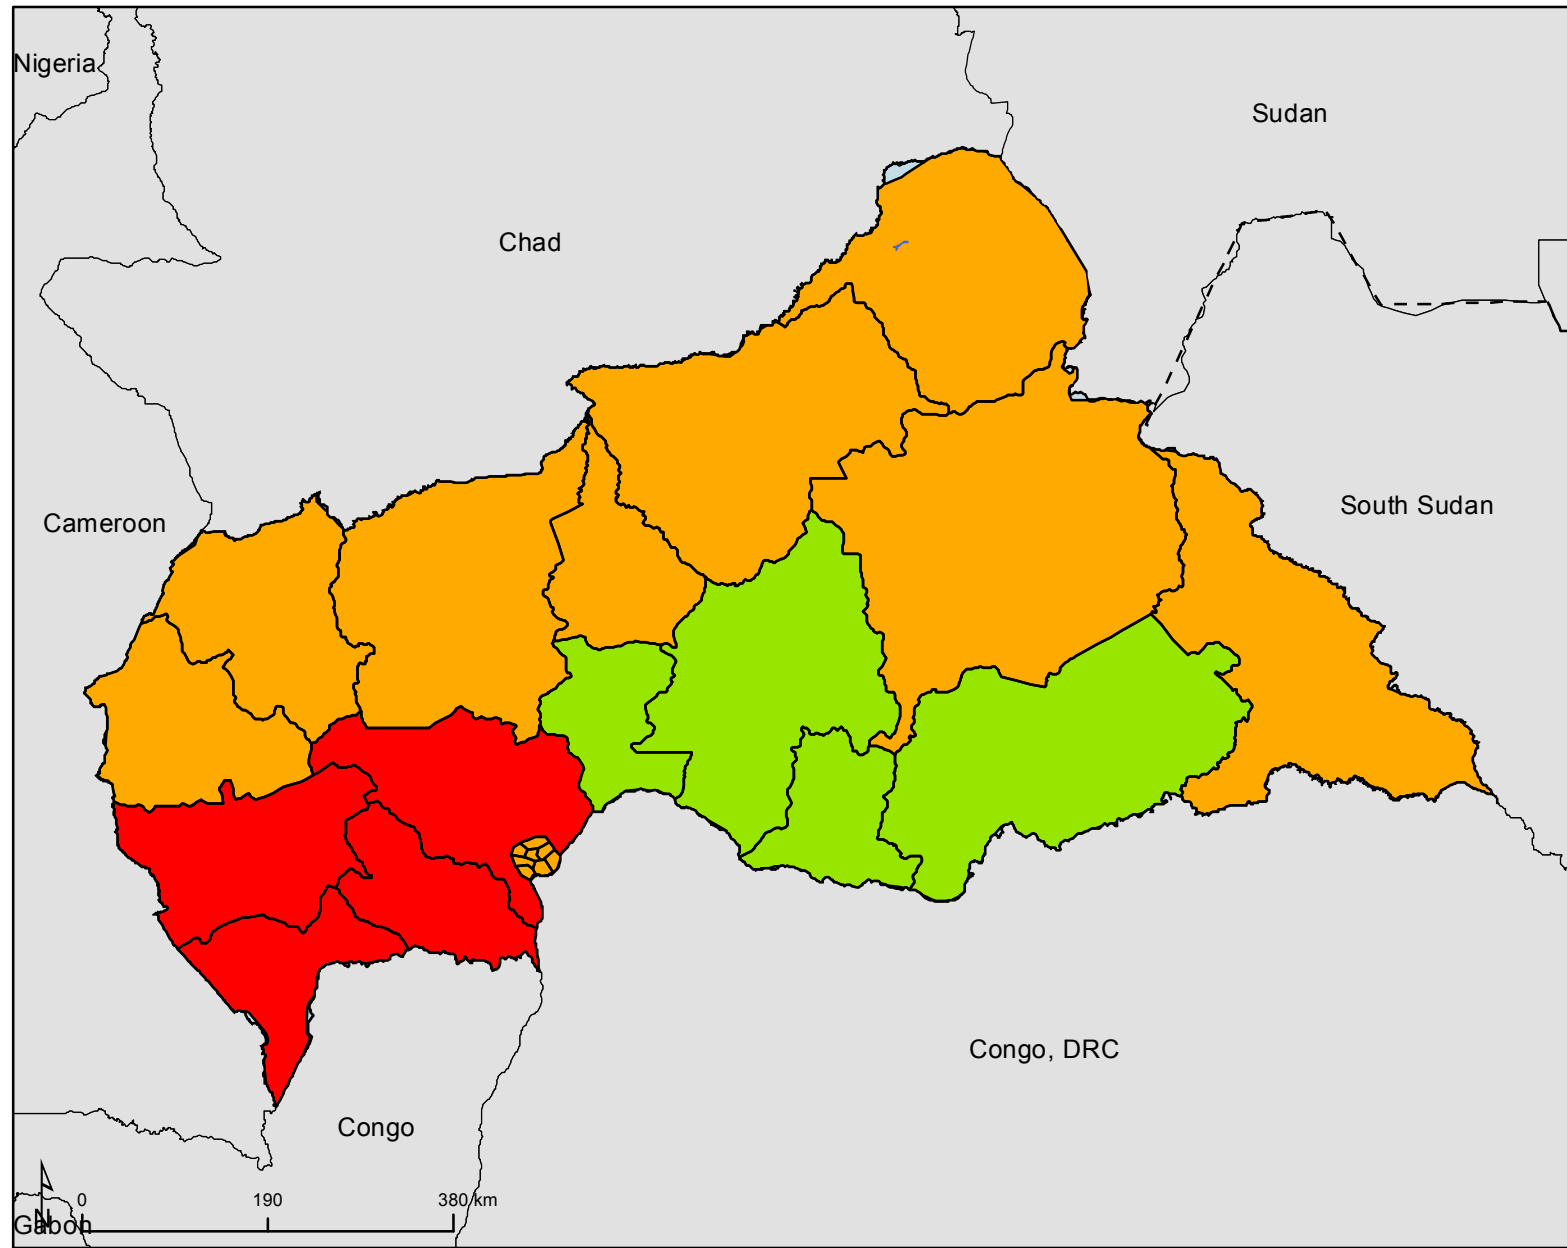 Nigeria
Sudan
Chad
South Sudan
Cameroon
Congo, DRC
Congo
N
0 190 380 km
Gabon